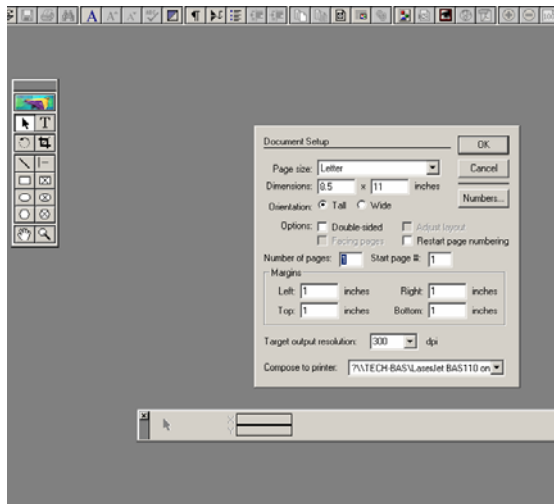 A
T
Document Setup
OK
Page size: Letter
Cancel
Dimensions: 8.5 x 11 inches
Numbers...
Orientation: Tall Wide
Options: Double-sided Adjust layout
Facing pages Restart page numbering
Number of pages: 1 Start page #: 1
Margins
Left: 1 inches Right: 1 inches
Top: 1 inches Bottom: 1 inches
Target output resolution: 300 dpi
Compose to printer: ?\\TECH-BAS\LaserJet BAS110 on
X
Y